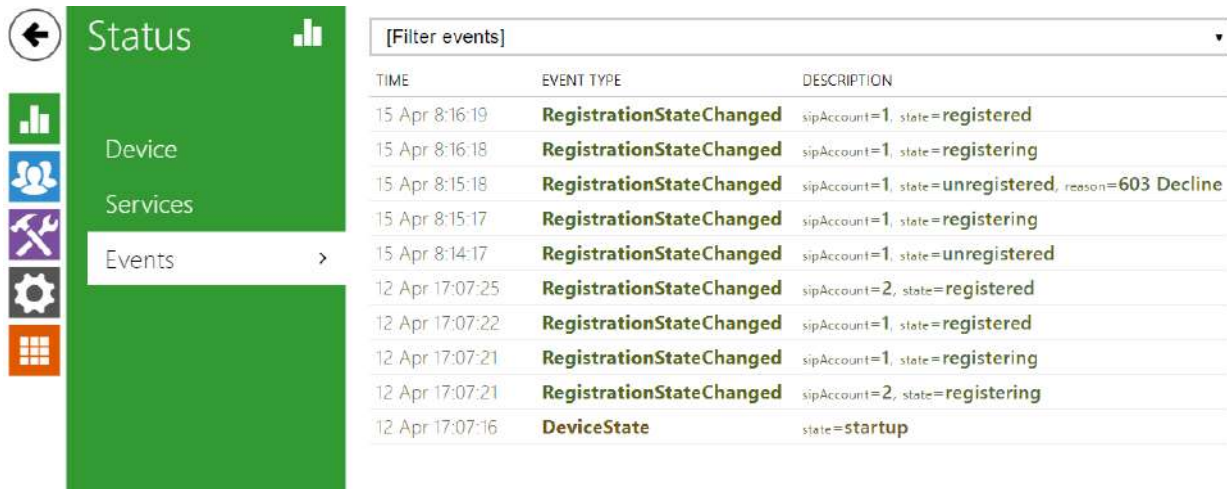 Status
Device
Services
Events
[Filter events]
TIME EVENT TYPE DESCRIPTION
15 Apr 8:16:19 RegistrationStateChanged sipAccount=1, state=registered
15 Apr 8:16:18 RegistrationStateChanged sipAccount=1, state=registering
15 Apr 8:15:18 RegistrationStateChanged sipAccount=1, state=unregistered, reason=603 Decline
15 Apr 8:15:17 RegistrationStateChanged sipAccount=1, state=registering
15 Apr 8:14:17 RegistrationStateChanged sipAccount=1, state=unregistered
12 Apr 17:07:25 RegistrationStateChanged sipAccount=2, state=registered
12 Apr 17:07:22 RegistrationStateChanged sipAccount=1, state=registered
12 Apr 17:07:21 RegistrationStateChanged sipAccount=1, state=registering
12 Apr 17:07:21 RegistrationStateChanged sipAccount=2, state=registering
12 Apr 17:07:16 DeviceState state=startup